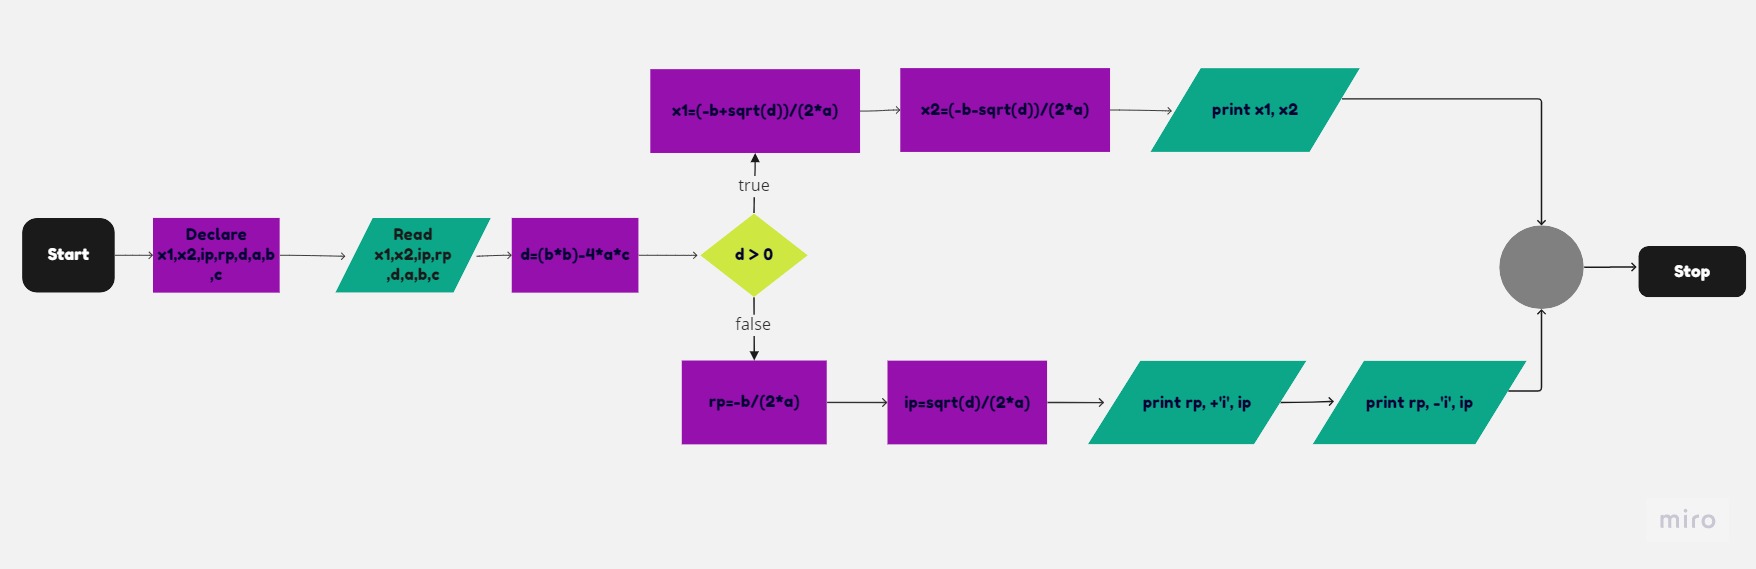 Start
Declare
x1,x2,ip,rp,d,a,b
,c
Read
x1,x2,ip,rp
,d,a,b,c
d=(b*b)-4*a*c
d > 0
true
x1=(-b+sqrt(d))/(2*a)
x2=(-b-sqrt(d))/(2*a)
print x1, x2
false
rp=-b/(2*a)
ip=sqrt(d)/(2*a)
print rp, +'i', ip
print rp, -'i', ip
Stop
miro